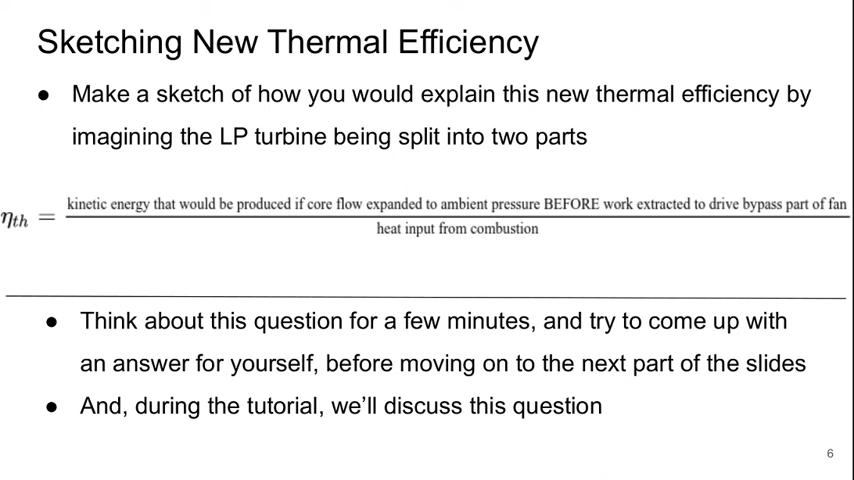 Sketching New Thermal Efficiency
● Make a sketch of how you would explain this new thermal efficiency by
imagining the LP turbine being split into two parts
kinetic energy that would be produced if core flow expanded to ambient pressure BEFORE work extracted to drive bypass part of fan
ηth =
heat input from combustion
● Think about this question for a few minutes, and try to come up with
an answer for yourself, before moving on to the next part of the slides
● And, during the tutorial, we’ll discuss this question
6